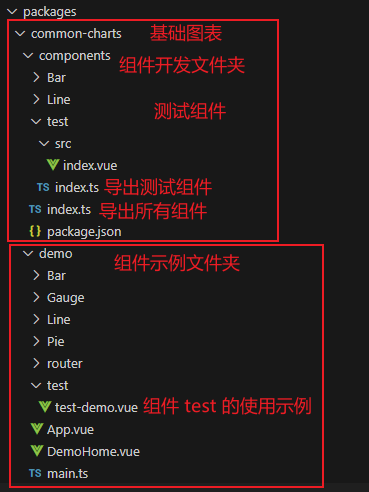 packages
common-charts 基础图表
components 组件开发文件夹
Bar
Line 测试组件
test
src
index.vue
TS index.ts 导出测试组件
TS index.ts 导出所有组件
{} package.json
demo 组件示例文件夹
Bar
Gauge
Line
Pie
router
test
test-demo.vue 组件 test 的使用示例
App.vue
DemoHome.vue
TS main.ts